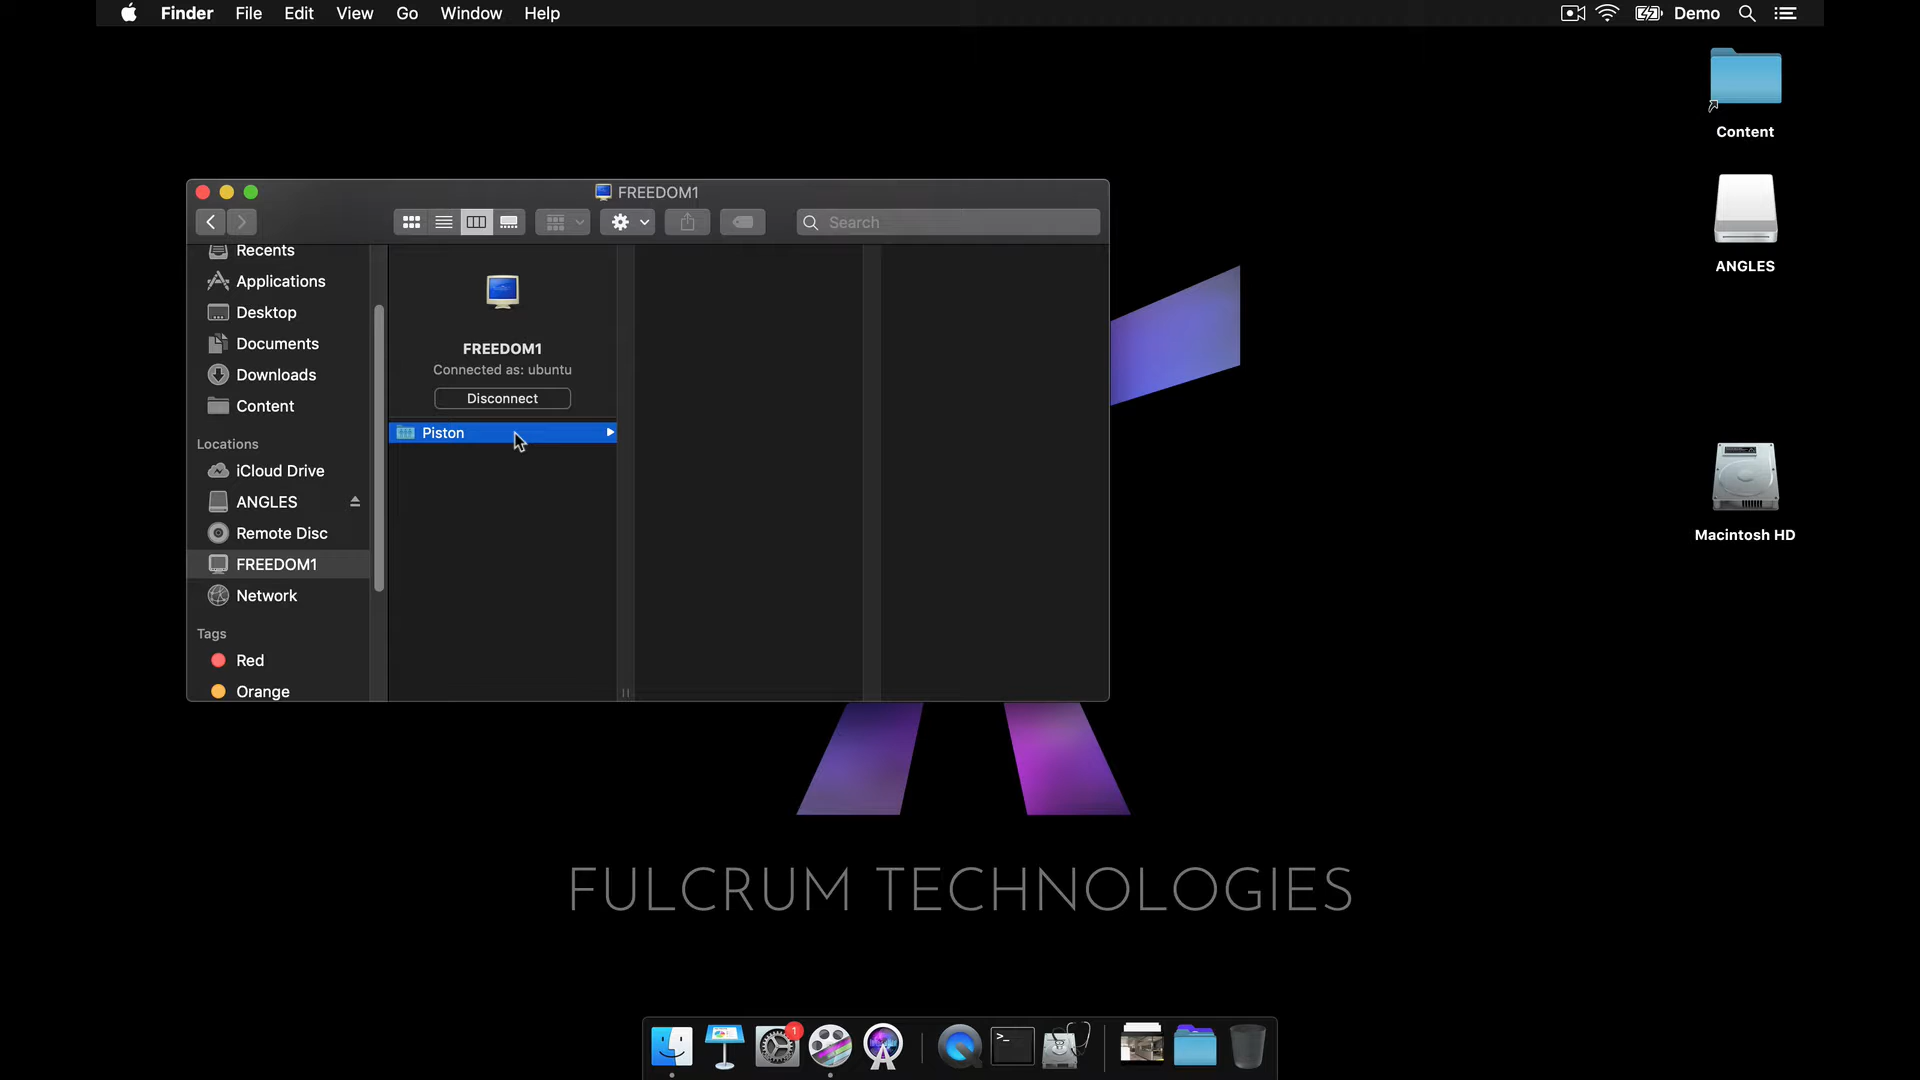 Finder File Edit View Go Window Help Demo
Content
ANGLES
Macintosh HD
FREEDOM1
Search
Recents
Applications
Desktop
Documents
Downloads
Content
Locations
iCloud Drive
ANGLES
Remote Disc
FREEDOM1
Network
Tags
Red
Orange
FREEDOM1
Connected as: ubuntu
Disconnect
Piston
FULCRUM TECHNOLOGIES
1
>_